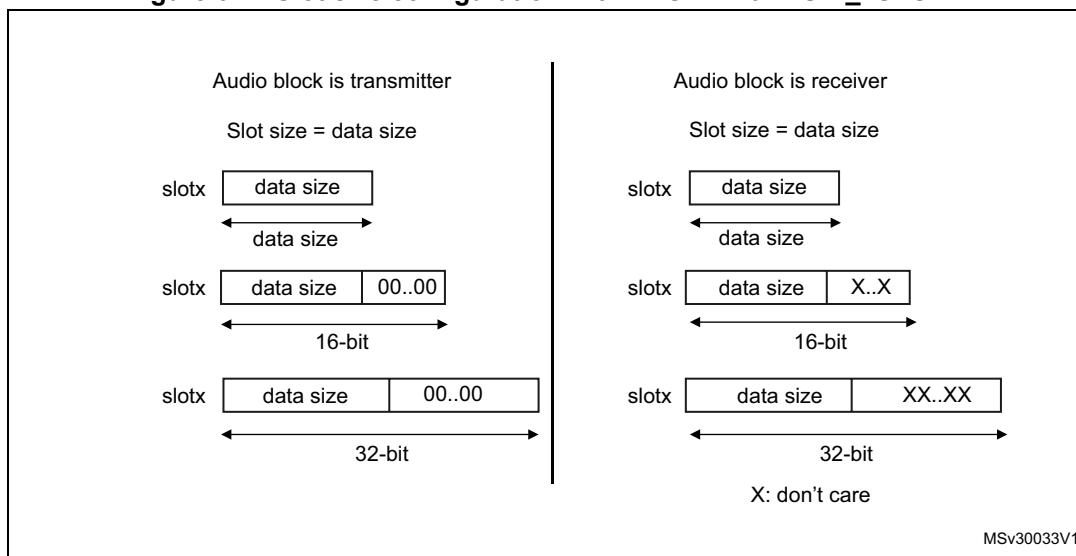 Audio block is transmitter
Slot size = data size
slotx data size
data size
slotx data size 00..00
16-bit
slotx data size 00..00
32-bit
Audio block is receiver
Slot size = data size
slotx data size
data size
slotx data size X..X
16-bit
slotx data size XX..XX
32-bit
X: don't care
MSv30033V1